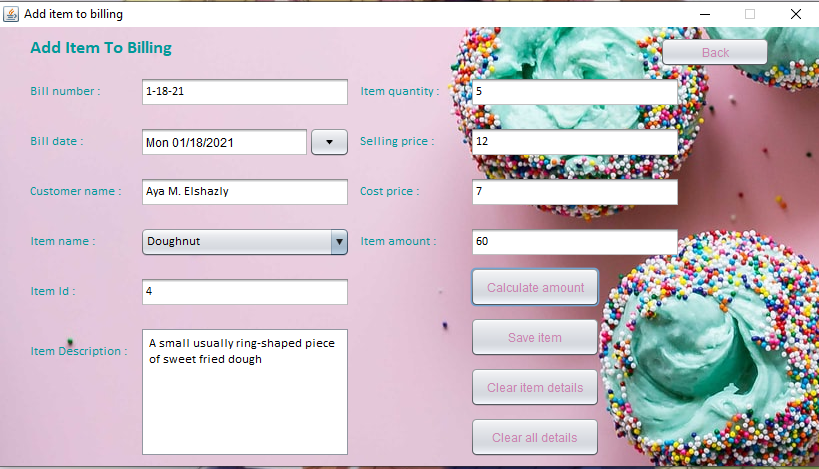 Add item to billing
Add Item To Billing
Back
Bill number :
1-18-21
Item quantity :
5
Bill date :
Mon 01/18/2021
Selling price :
12
Customer name :
Aya M. Elshazly
Cost price :
7
Item name :
Doughnut
Item amount :
60
Item Id :
4
Calculate amount
Save item
Item Description :
A small usually ring-shaped piece
of sweet fried dough
Clear item details
Clear all details